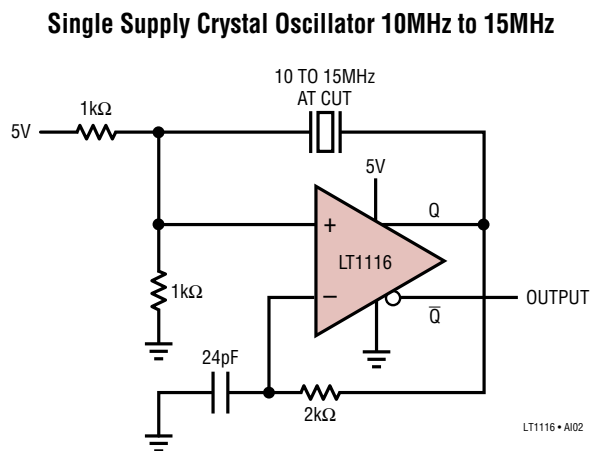 Single Supply Crystal Oscillator 10MHz to 15MHz
10 TO 15MHz
AT CUT
1kΩ
5V
5V
Q
+
LT1116
1kΩ
–
OUTPUT
Q̅
24pF
2kΩ
LT1116 • AI02